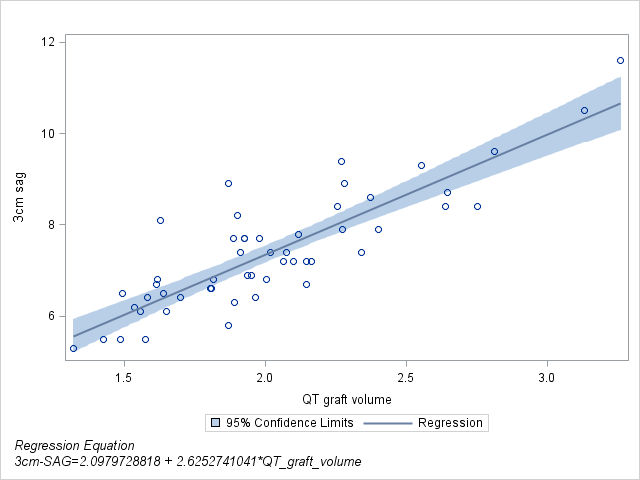 12
10
8
6
3cm sag
1.5 2.0 2.5 3.0
QT graft volume
95% Confidence Limits Regression
Regression Equation
3cm-SAG=2.0979728818 + 2.6252741041*QT_graft_volume